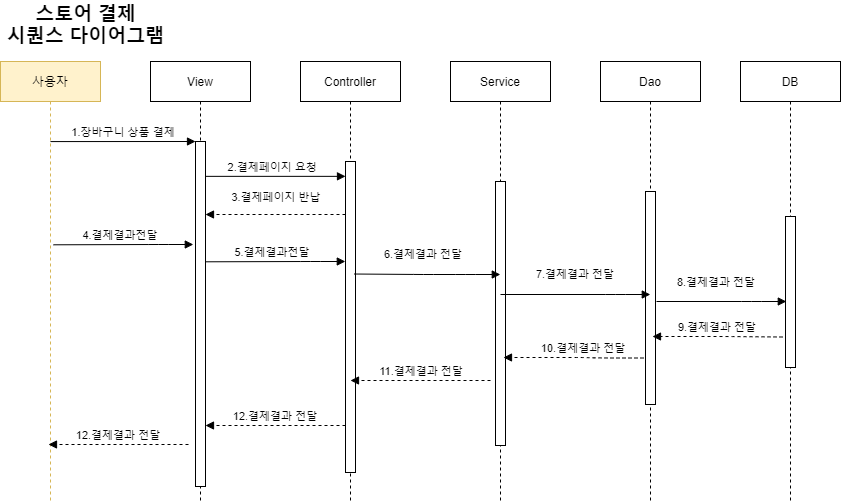 스토어 결제
시퀀스 다이어그램
사용자
View
Controller
Service
Dao
DB
1.장바구니 상품 결제
2.결제페이지 요청
3.결제페이지 반납
4.결제결과전달
5.결제결과전달
6.결제결과 전달
7.결제결과 전달
8.결제결과 전달
9.결제결과 전달
10.결제결과 전달
11.결제결과 전달
12.결제결과 전달
12.결제결과 전달